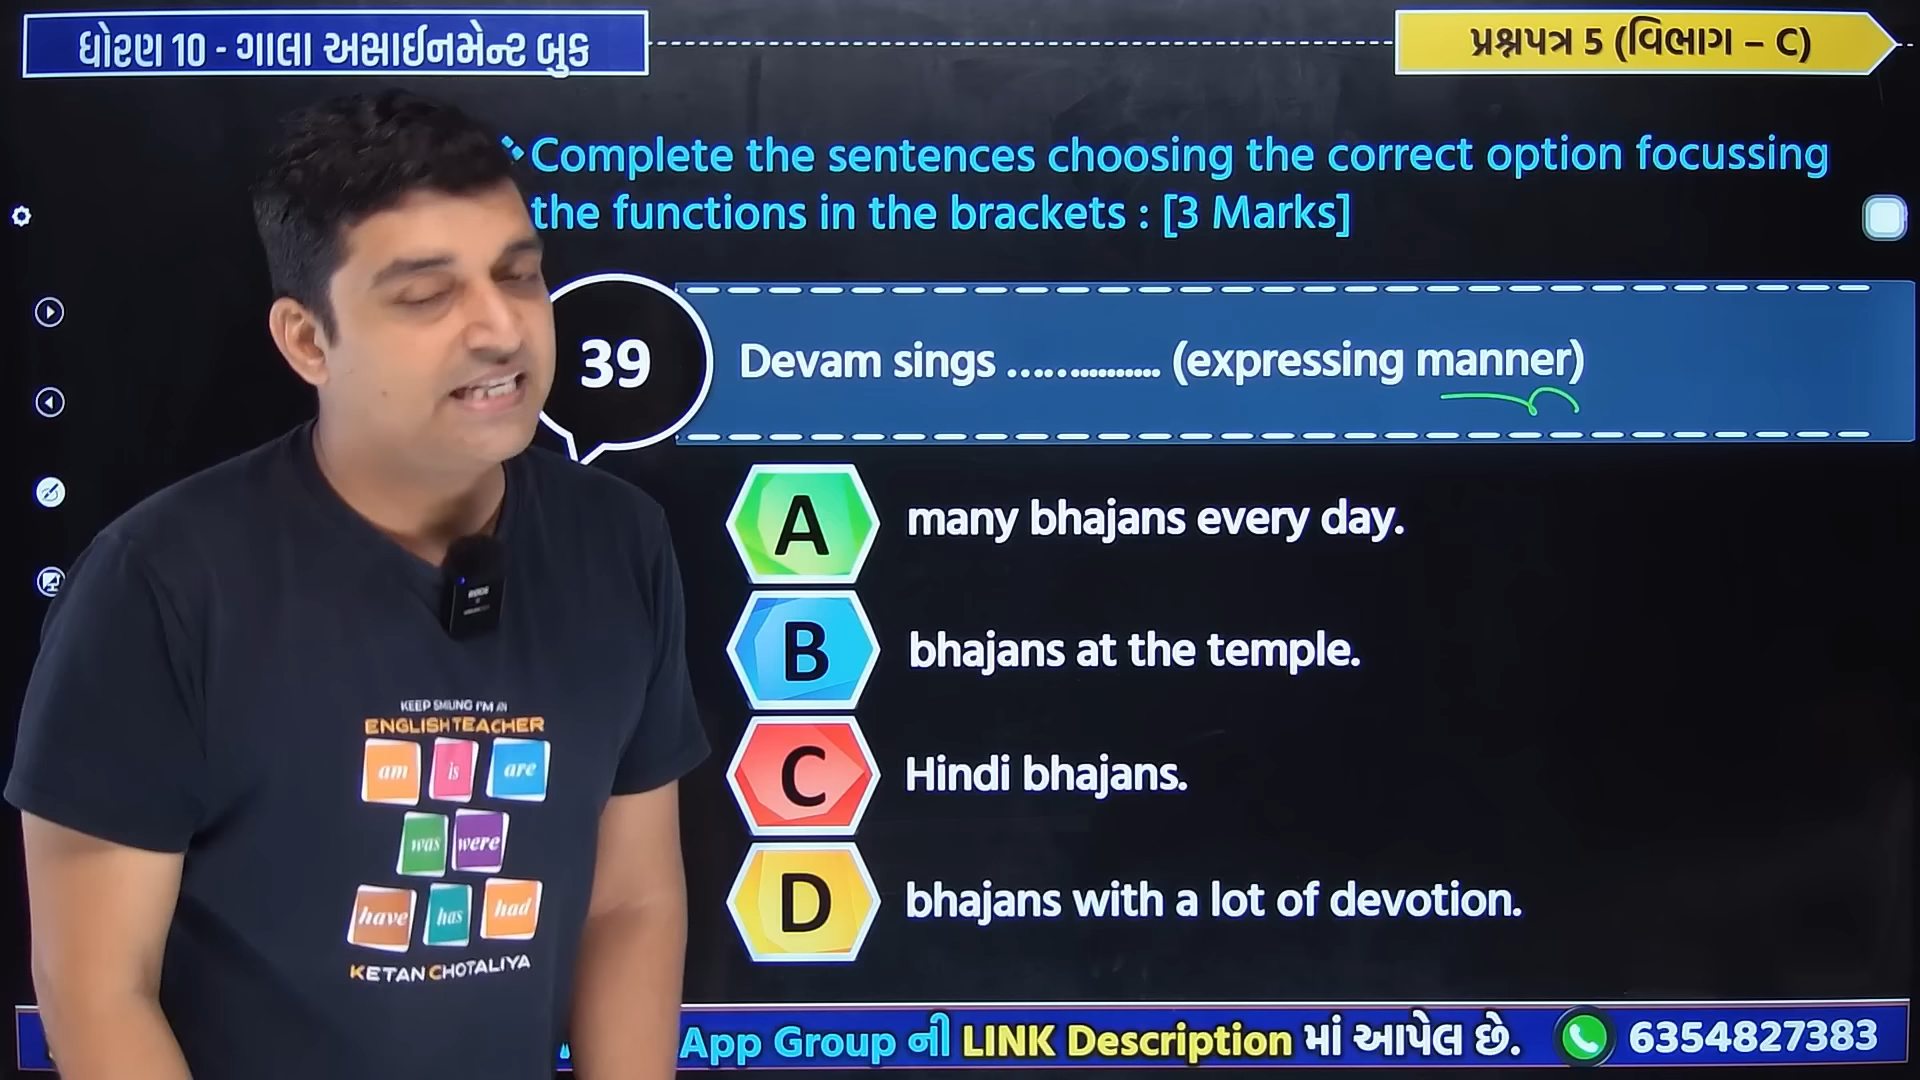 ધોરણ 10 - ગાલા અસાઈનમેન્ટ બુક
પ્રશ્નપત્ર 5 (વિભાગ – C)
Complete the sentences choosing the correct option focussing
the functions in the brackets : [3 Marks]
39
Devam sings ................ (expressing manner)
A many bhajans every day.
B bhajans at the temple.
C Hindi bhajans.
D bhajans with a lot of devotion.
KEEP SMILING I'M AN
ENGLISH TEACHER
am is are
was were
have has had
KETAN CHOTALIYA
App Group ની LINK Description માં આપેલ છે. 6354827383